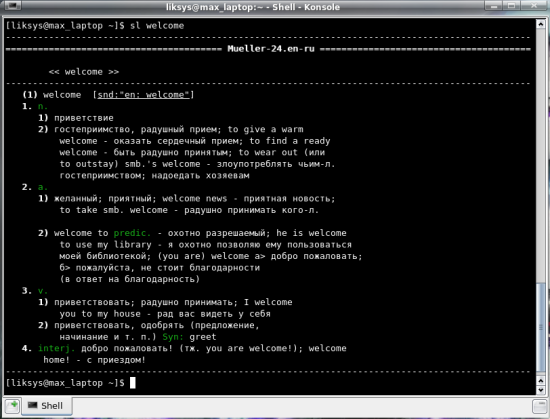 liksys@max_laptop:~ - Shell - Konsole
[liksys@max_laptop:~]$ sl welcome
--------------------------------------------------------------------------------
======================================== Mueller-24.en-ru ========================================
<< welcome >>
--------------------------------------------------------------------------------
(1) welcome [snd:"en: welcome"]
1. n.
1) приветствие
2) гостеприимство, радушный прием; to give a warm
welcome - оказать сердечный прием; to find a ready
welcome - быть радушно принятым; to wear out (или
to outstay) smb.'s welcome - злоупотреблять чьим-л.
гостеприимством; надоедать хозяевам
2. a.
1) желанный; приятный; welcome news - приятная новость;
to take smb. welcome - радушно принимать кого-л.
2) welcome to predic. - охотно разрешаемый; he is welcome
to use my library - я охотно позволяю ему пользоваться
моей библиотекой; (you are) welcome a> добро пожаловать;
б> пожалуйста, не стоит благодарности
(в ответ на благодарность)
3. v.
1) приветствовать; радушно принимать; I welcome
you to my house - рад вас видеть у себя
2) приветствовать, одобрять (предложение,
начинание и т. п.) Syn: greet
4. interj. добро пожаловать! (тж. you are welcome!); welcome
home! - с приездом!
--------------------------------------------------------------------------------
[liksys@max_laptop:~]$
Shell